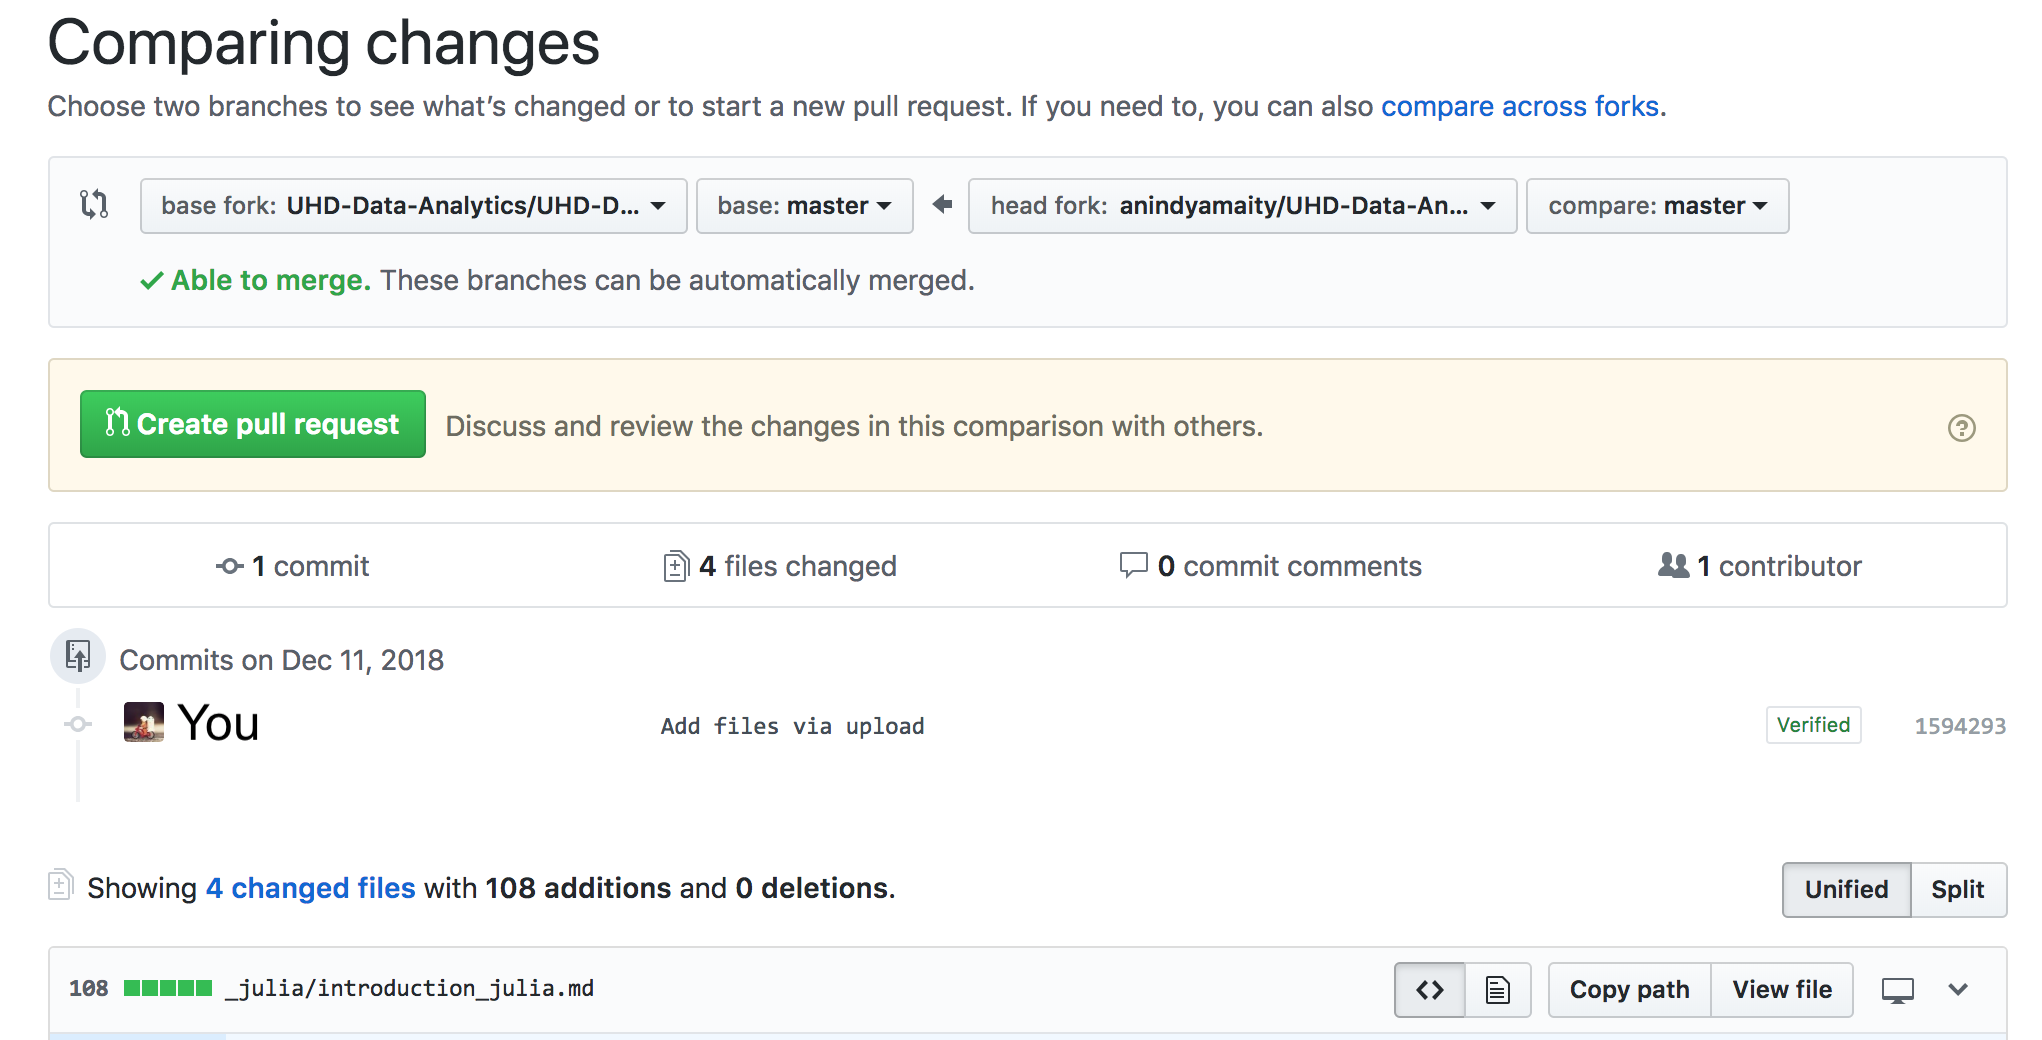 Comparing changes
Choose two branches to see what’s changed or to start a new pull request. If you need to, you can also compare across forks.
base fork: UHD-Data-Analytics/UHD-D... base: master head fork: anindyamaity/UHD-Data-An... compare: master
Able to merge. These branches can be automatically merged.
Create pull request Discuss and review the changes in this comparison with others.
1 commit 4 files changed 0 commit comments 1 contributor
Commits on Dec 11, 2018
You Add files via upload Verified 1594293
Showing 4 changed files with 108 additions and 0 deletions. Unified Split
108 _julia/introduction_julia.md Copy path View file